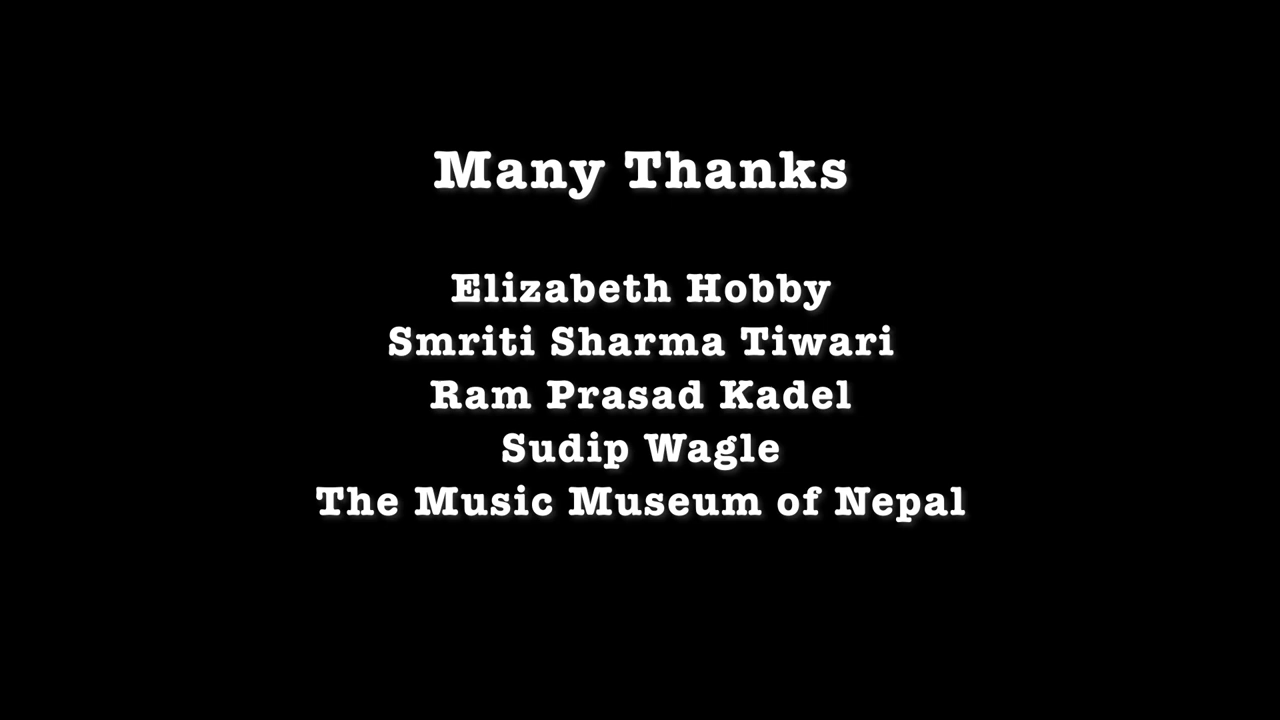 Many Thanks
Elizabeth Hobby
Smriti Sharma Tiwari
Ram Prasad Kadel
Sudip Wagle
The Music Museum of Nepal